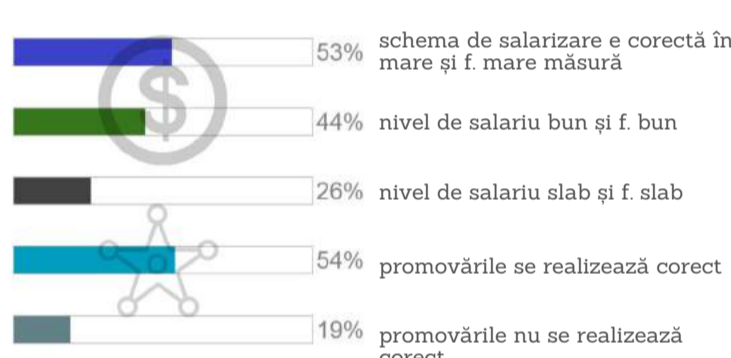 53% schema de salarizare e corectă în
mare și f. mare măsură
44% nivel de salariu bun și f. bun
26% nivel de salariu slab și f. slab
54% promovările se realizează corect
19% promovările nu se realizează
corect